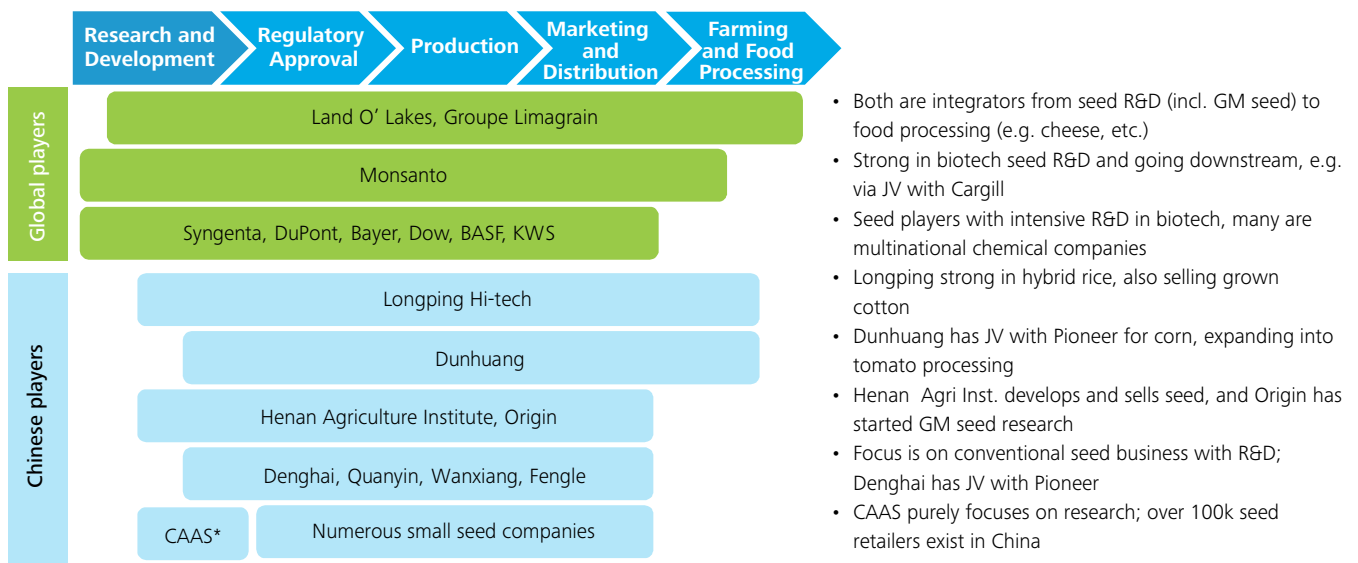 Research and
Development
Regulatory
Approval
Production
Marketing
and
Distribution
Farming
and Food
Processing
Global players
Land O’ Lakes, Groupe Limagrain
Monsanto
Syngenta, DuPont, Bayer, Dow, BASF, KWS
Chinese players
Longping Hi-tech
Dunhuang
Henan Agriculture Institute, Origin
Denghai, Quanyin, Wanxiang, Fengle
CAAS*
Numerous small seed companies
• Both are integrators from seed R&D (incl. GM seed) to
food processing (e.g. cheese, etc.)
• Strong in biotech seed R&D and going downstream, e.g.
via JV with Cargill
• Seed players with intensive R&D in biotech, many are
multinational chemical companies
• Longping strong in hybrid rice, also selling grown
cotton
• Dunhuang has JV with Pioneer for corn, expanding into
tomato processing
• Henan Agri Inst. develops and sells seed, and Origin has
started GM seed research
• Focus is on conventional seed business with R&D;
Denghai has JV with Pioneer
• CAAS purely focuses on research; over 100k seed
retailers exist in China